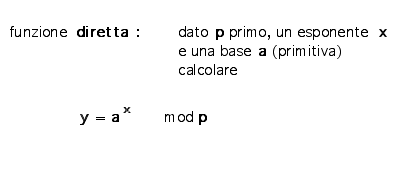 funzione diretta : dato p primo, un esponente x
e una base a (primitiva)
calcolare
y = a^x mod p